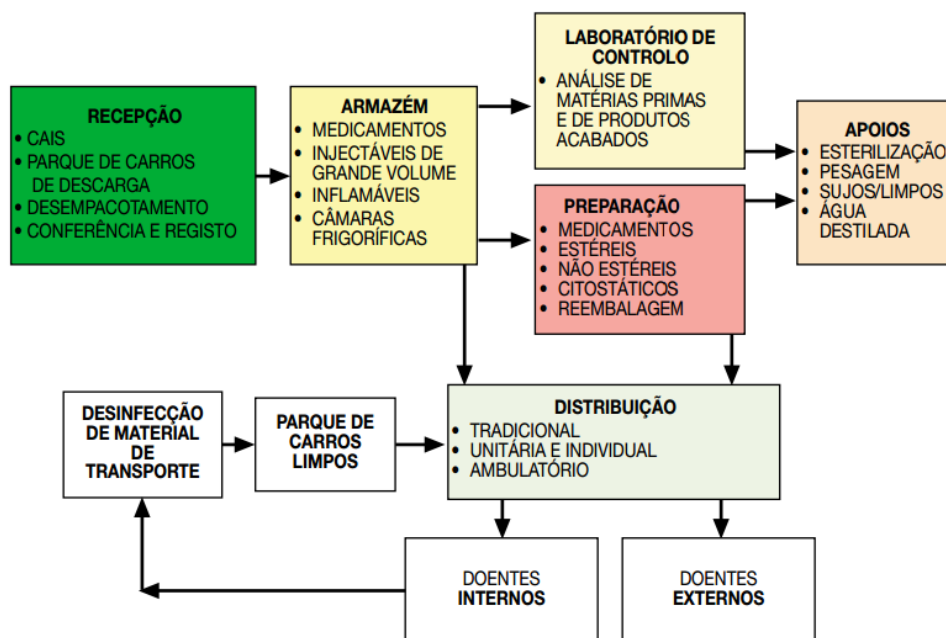 RECEPÇÃO
• CAIS
• PARQUE DE CARROS
DE DESCARGA
• DESEMPACOTAMENTO
• CONFERÊNCIA E REGISTO
ARMAZÉM
• MEDICAMENTOS
• INJECTÁVEIS DE
GRANDE VOLUME
• INFLAMÁVEIS
• CÂMARAS
FRIGORÍFICAS
LABORATÓRIO DE
CONTROLO
• ANÁLISE DE
MATÉRIAS PRIMAS
E DE PRODUTOS
ACABADOS
PREPARAÇÃO
• MEDICAMENTOS
• ESTÉREIS
• NÃO ESTÉREIS
• CITOSTÁTICOS
• REEMBALAGEM
APOIOS
• ESTERILIZAÇÃO
• PESAGEM
• SUJOS/LIMPOS
• ÁGUA
DESTILADA
DESINFECÇÃO
DE MATERIAL
DE
TRANSPORTE
PARQUE DE
CARROS
LIMPOS
DISTRIBUIÇÃO
• TRADICIONAL
• UNITÁRIA E INDIVIDUAL
• AMBULATÓRIO
DOENTES
INTERNOS
DOENTES
EXTERNOS